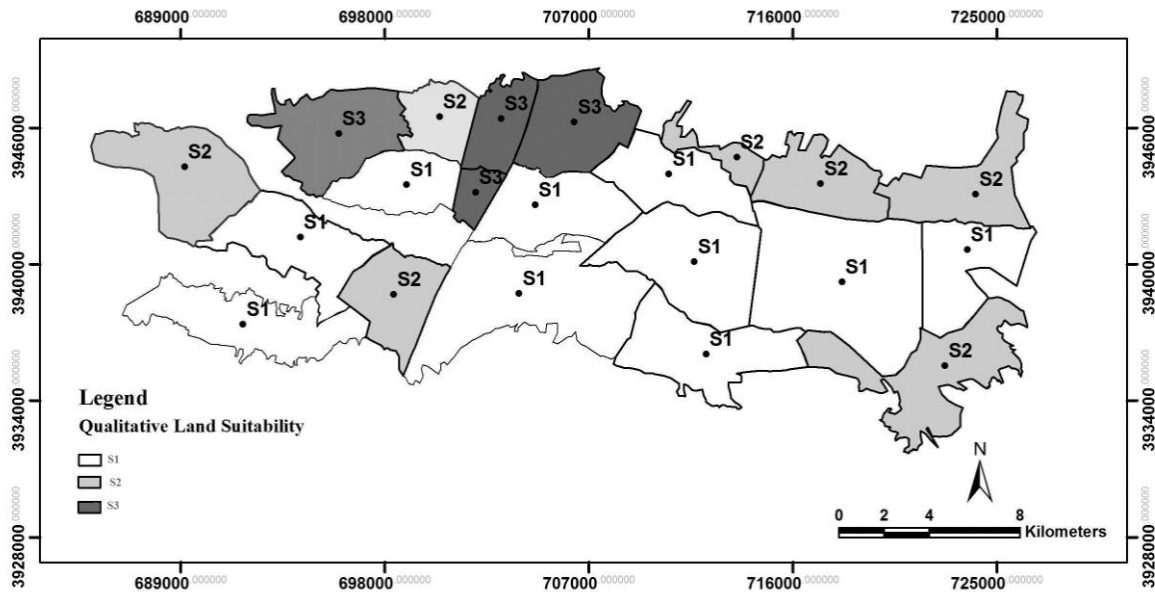 689000.000000 698000.000000 707000.000000 716000.000000 725000.000000
3946000.000000 3946000.000000
3940000.000000 3940000.000000
3934000.000000 3934000.000000
3928000.000000 3928000.000000
S2
S3
S2
S3
S3
S3
S1
S1
S1
S2
S2
S2
S1
S1
S1
S1
S1
S2
S1
S1
S2
Legend
Qualitative Land Suitability
S1
S2
S3
N
0 2 4 8
Kilometers
689000.000000 698000.000000 707000.000000 716000.000000 725000.000000